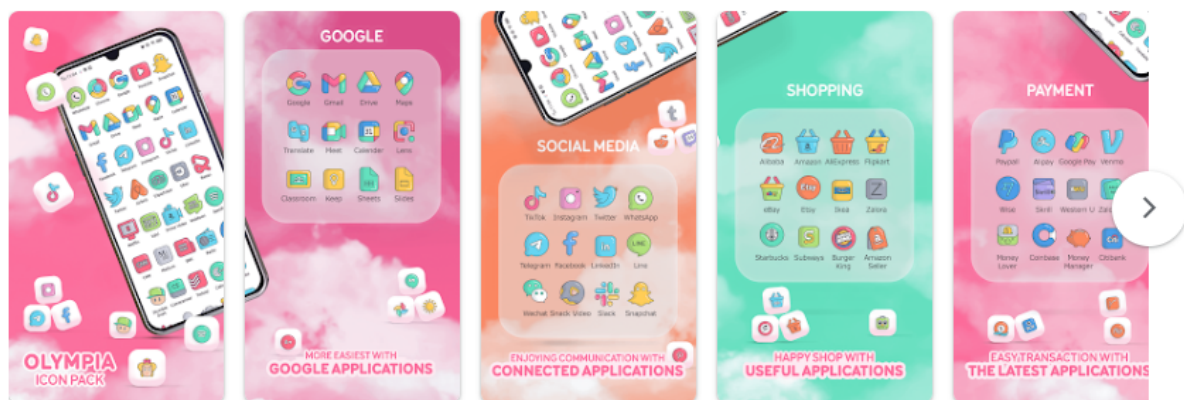 OLYMPIA
ICON PACK
GOOGLE
Google Gmail Drive Maps
Translate Meet Calender Lens
Classroom Keep Sheets Slides
MORE EASIEST WITH
GOOGLE APPLICATIONS
SOCIAL MEDIA
TikTok Instagram Twitter WhatsApp
Telegram Facebook LinkedIn Line
Wechat Snack Video Slack Snapchat
ENJOYING COMMUNICATION WITH
CONNECTED APPLICATIONS
SHOPPING
Alibaba Amazon AliExpress Flipkart
eBay Etsy Ikea Zalora
Starbucks Subways Burger King Amazon Seller
HAPPY SHOP WITH
USEFUL APPLICATIONS
PAYMENT
Paypal Google Pay Venmo
Wise Skrill Western U
Money Lover Coinbase Money Manager Citibank
EASY TRANSACTION WITH
THE LATEST APPLICATIONS